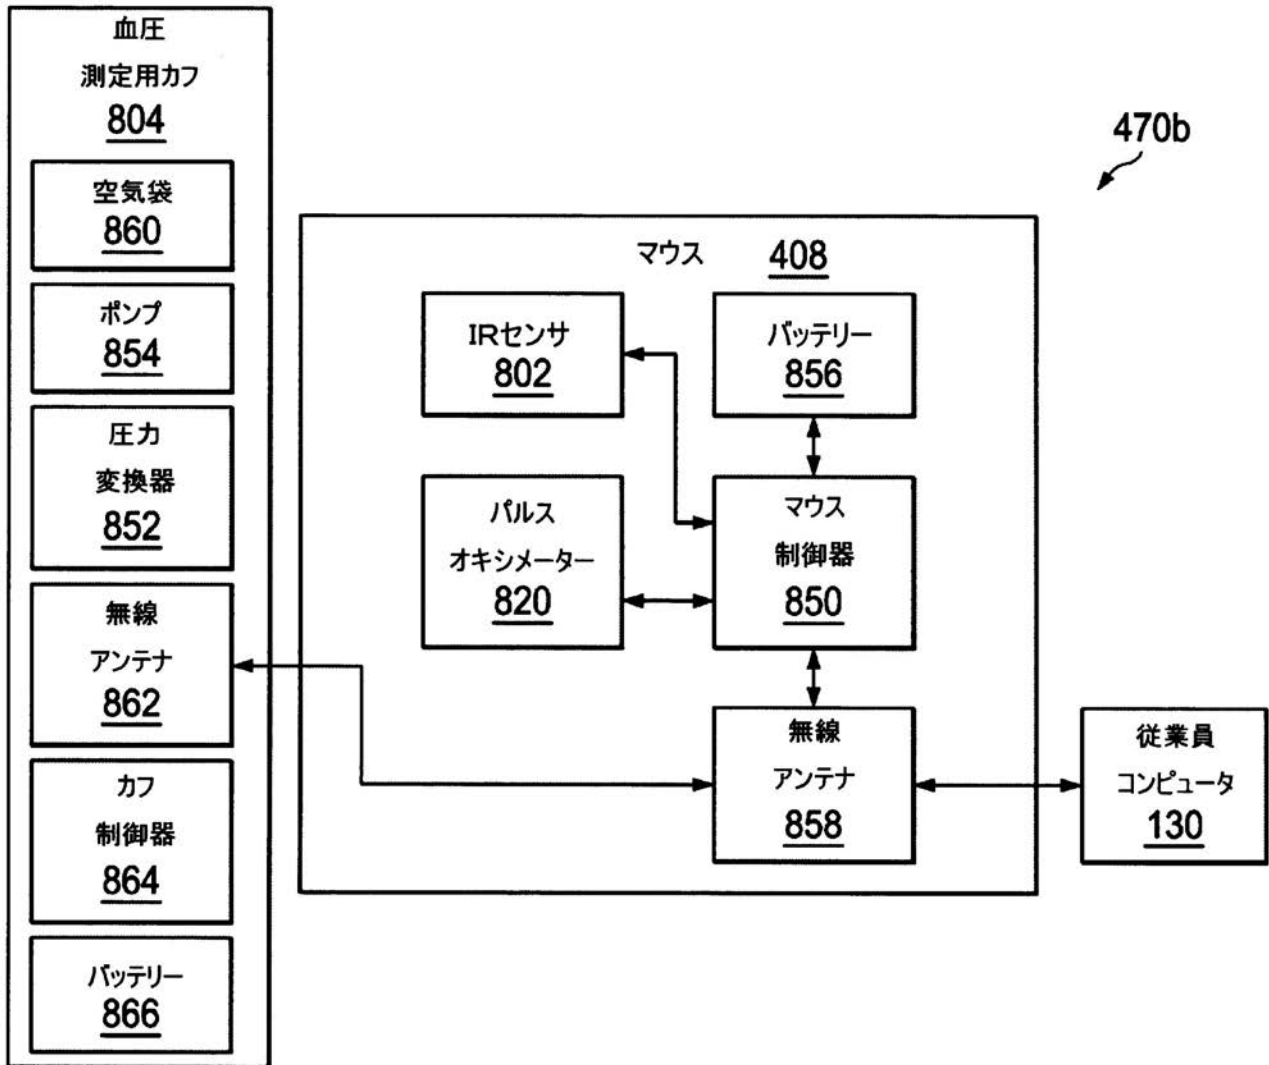 血圧
測定用カフ
804
空気袋
860
ポンプ
854
圧力
変換器
852
無線
アンテナ
862
カフ
制御器
864
バッテリー
866
470b
マウス 408
IRセンサ
802
バッテリー
856
パルス
オキシメーター
820
マウス
制御器
850
無線
アンテナ
858
従業員
コンピュータ
130